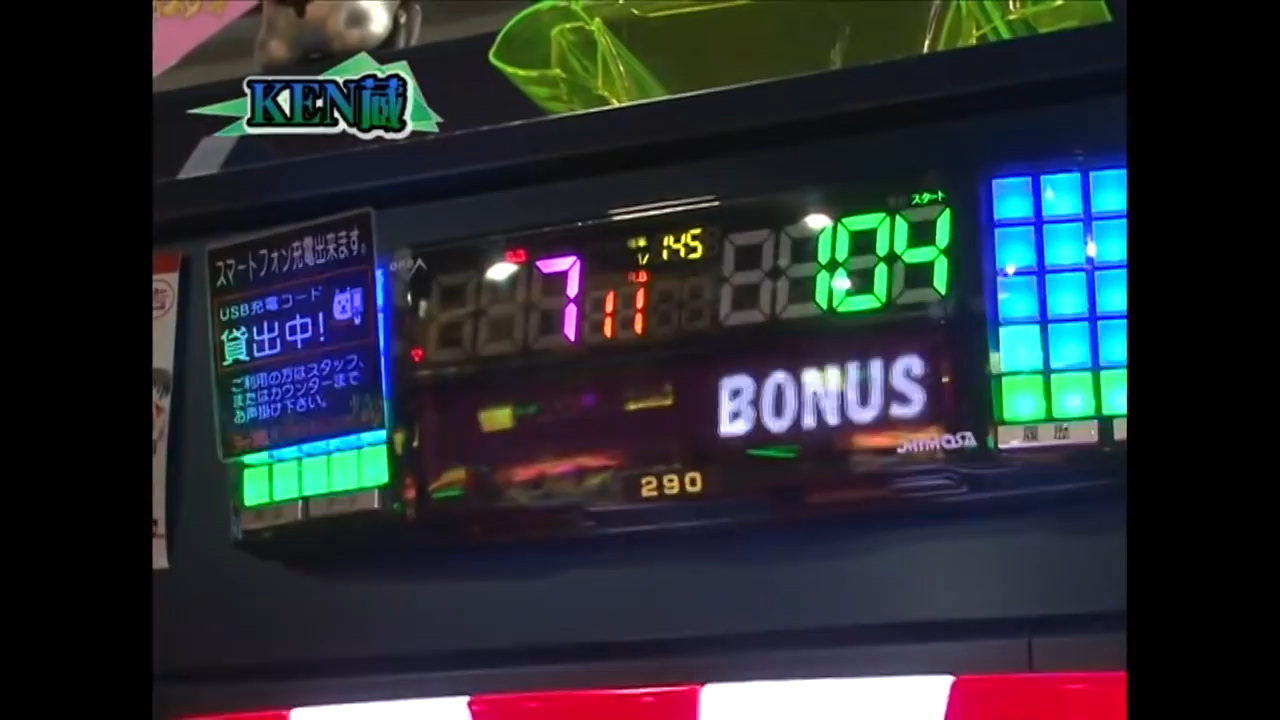 KEN蔵
スマートフォン充電出来ます。
USB充電コード
貸出中!
ご利用の方はスタッフ、
またはカウンターまで
お声掛け下さい。
B.B
7
R.B
11
1/145
スタート
104
BONUS
MIMOSA
290